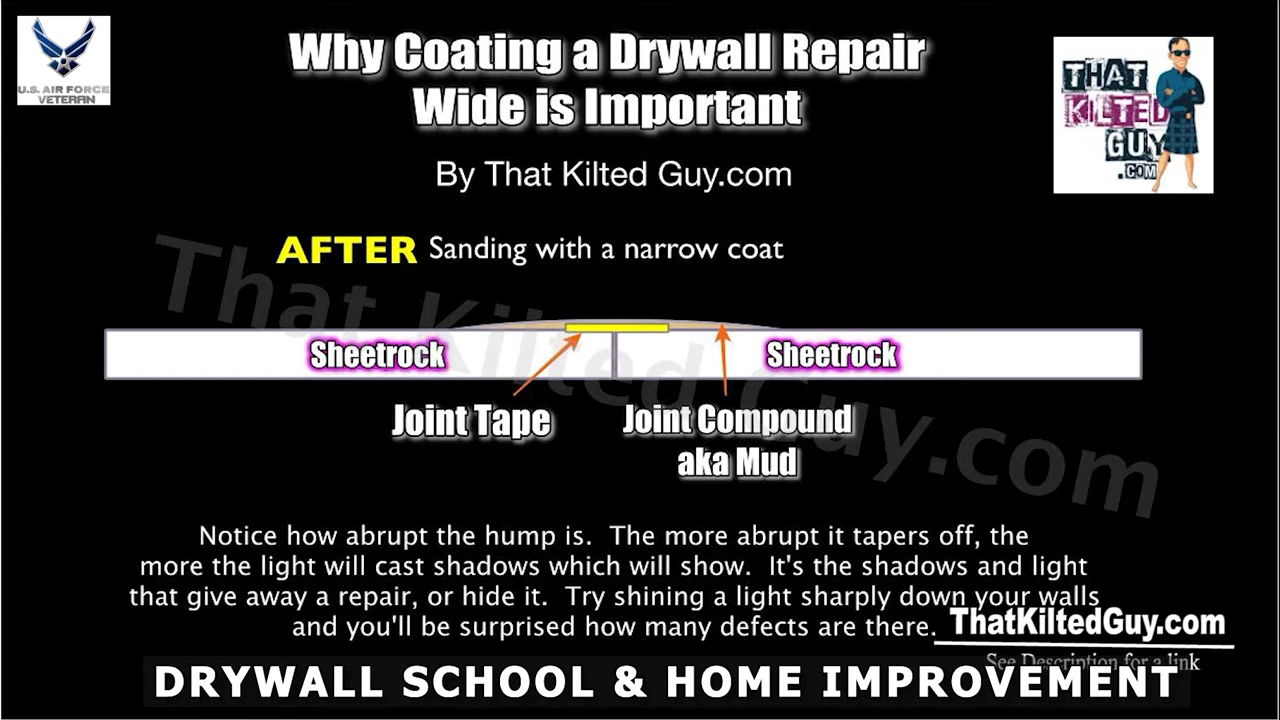 U.S. AIR FORCE
VETERAN
Why Coating a Drywall Repair
Wide is Important
By That Kilted Guy.com
THAT
KILTED
GUY
.COM
AFTER Sanding with a narrow coat
That Kilted Guy.com
Sheetrock
Sheetrock
Joint Tape
Joint Compound
aka Mud
Notice how abrupt the hump is. The more abrupt it tapers off, the
more the light will cast shadows which will show. It's the shadows and light
that give away a repair, or hide it. Try shining a light sharply down your walls
and you'll be surprised how many defects are there.
ThatKiltedGuy.com
See Description for a link
DRYWALL SCHOOL & HOME IMPROVEMENT